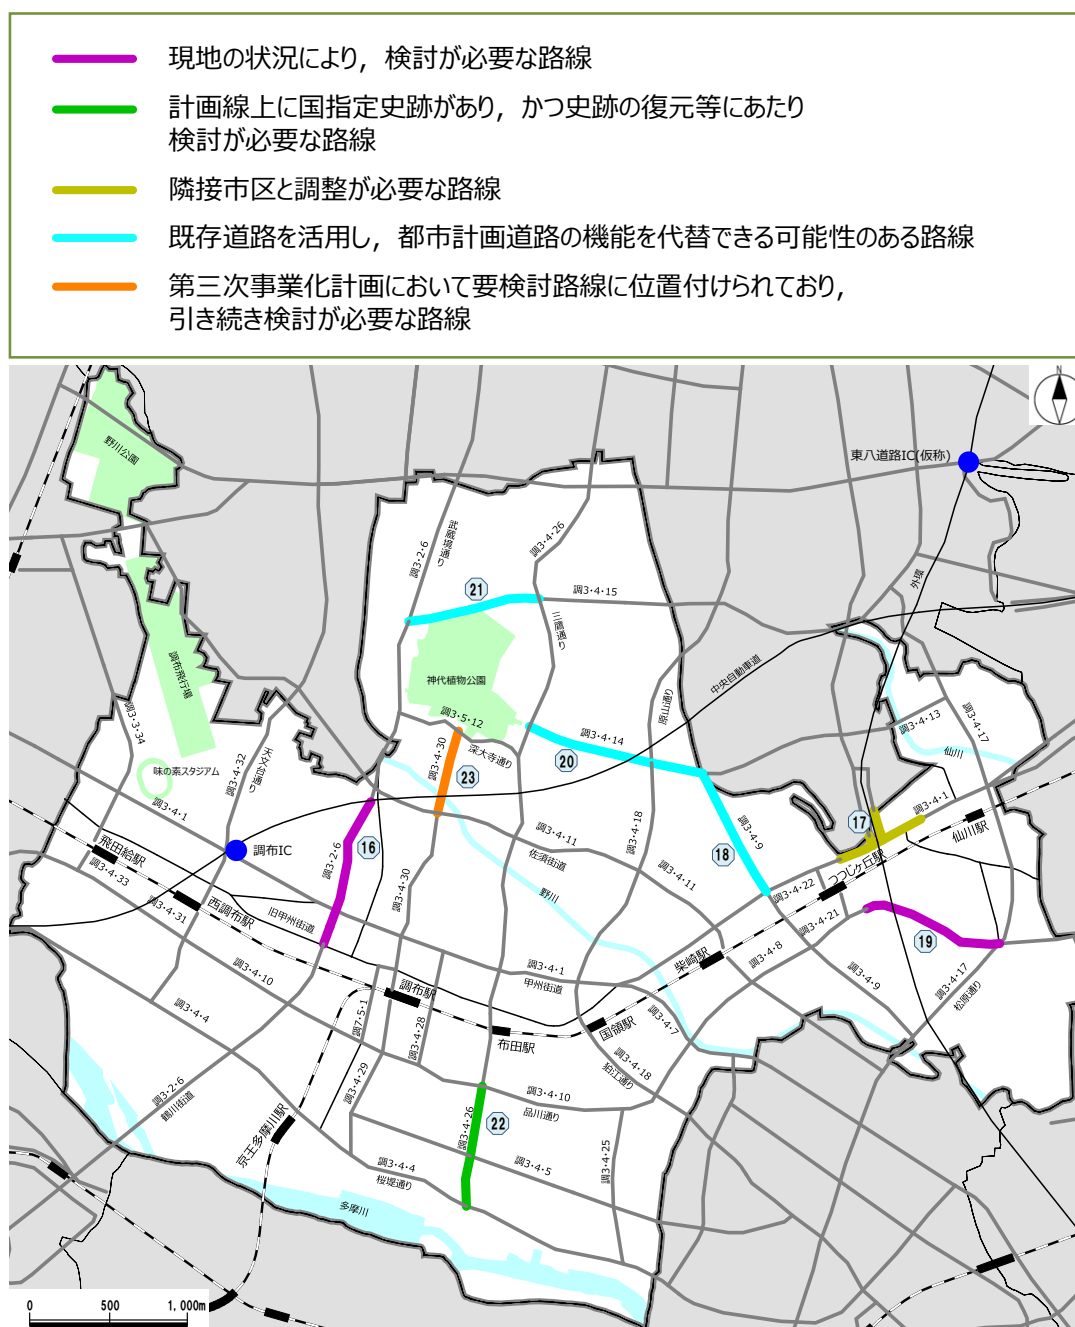 現地の状況により，検討が必要な路線
計画線上に国指定史跡があり，かつ史跡の復元等にあたり
検討が必要な路線
隣接市区と調整が必要な路線
既存道路を活用し，都市計画道路の機能を代替できる可能性のある路線
第三次事業化計画において要検討路線に位置付けられており，
引き続き検討が必要な路線
N
東八道路IC(仮称)
野川公園
武蔵境通り
調3・2・6
調3・4・26
外環
21
調3・4・15
三鷹通り
調布飛行場
神代植物公園
中央自動車道
原山通り
調3・4・13
調3・4・17
仙川
調3・3・34
調3・5・12
深大寺通り
調3・4・14
20
調3・4・32
天文台通り
味の素スタジアム
調3・4・30
23
調3・4・1
調3・4・1
17
仙川駅
調布IC
飛田給駅
調3・4・33
調3・2・6
16
調3・4・11
佐須街道
調3・4・18
調3・4・11
18
調3・4・9
つつじヶ丘駅
調3・4・22
調3・4・21
調3・4・31
西調布駅
旧甲州街道
調3・4・30
野川
19
柴崎駅
調3・4・8
調3・4・9
調3・4・17
松原通り
調3・4・10
調3・4・1
甲州街道
調3・4・4
調布駅
調7・5・1
調3・4・28
布田駅
国領駅
調3・4・7
調3・4・18
狛江通り
調3・4・29
調3・2・6
鶴川街道
京王多摩川駅
調3・4・10
品川通り
調3・4・26
22
調3・4・25
調3・4・5
調3・4・4
桜堤通り
多摩川
0 500 1,000m